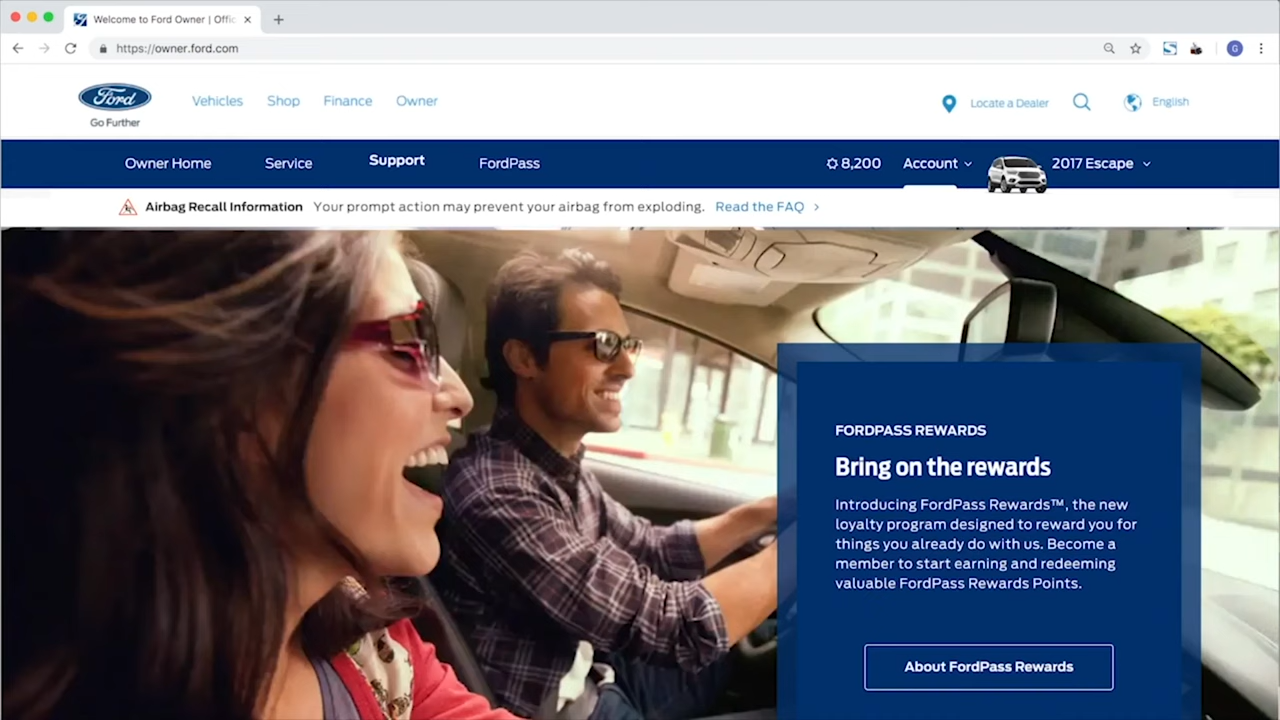 Welcome to Ford Owner | Offic
https://owner.ford.com
G
Ford
Go Further
Vehicles Shop Finance Owner
Locate a Dealer English
Owner Home Service Support FordPass 8,200 Account 2017 Escape
Airbag Recall Information Your prompt action may prevent your airbag from exploding. Read the FAQ
FORDPASS REWARDS
Bring on the rewards
Introducing FordPass Rewards™, the new
loyalty program designed to reward you for
things you already do with us. Become a
member to start earning and redeeming
valuable FordPass Rewards Points.
About FordPass Rewards